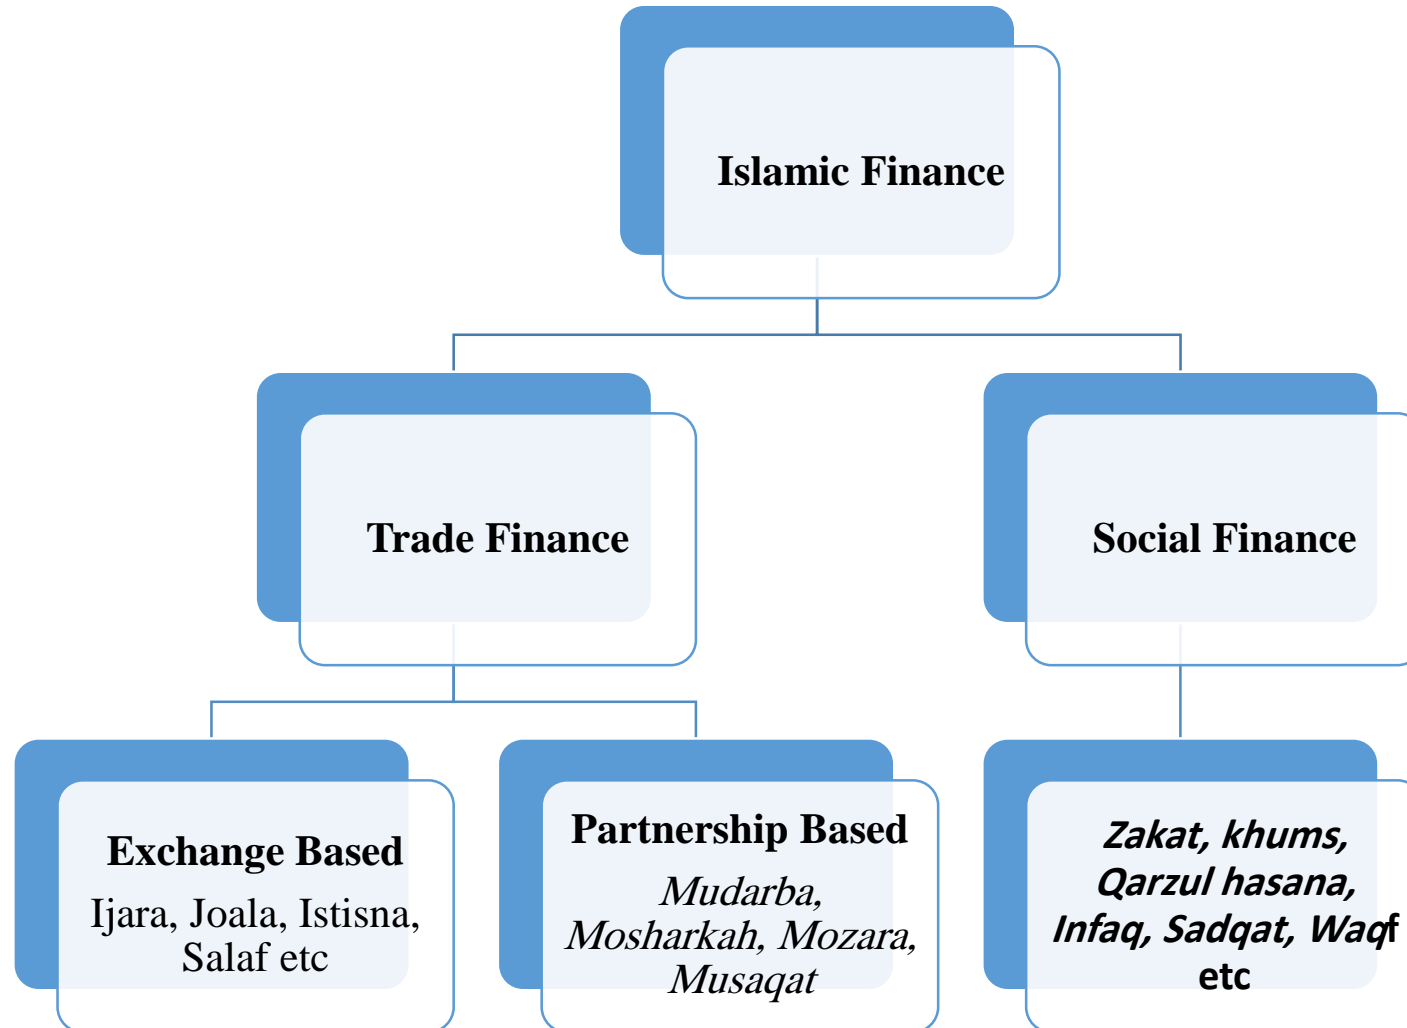 Islamic Finance
Trade Finance
Social Finance
Exchange Based
Ijara, Joala, Istisna,
Salaf etc
Partnership Based
Mudarba,
Mosharkah, Mozara,
Musaqat
Zakat, khums,
Qarzul hasana,
Infaq, Sadqat, Waqf
etc